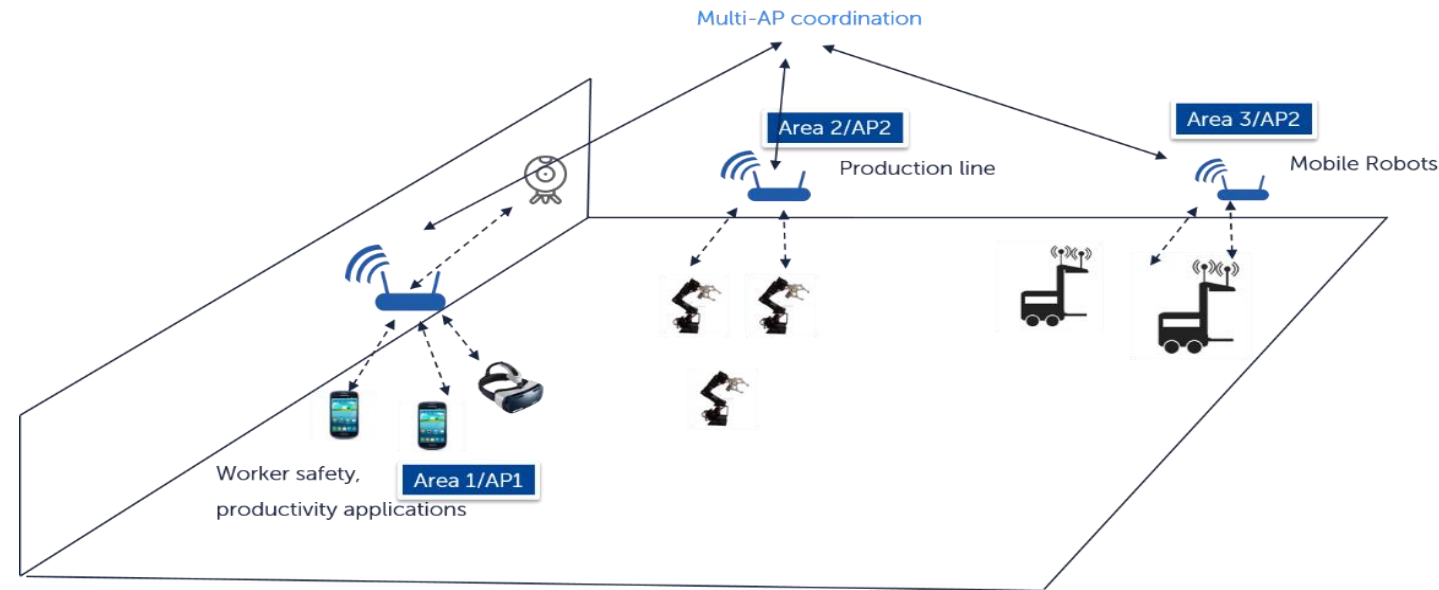 Multi-AP coordination
Area 2/AP2
Area 3/AP2
Production line
Mobile Robots
Worker safety,
productivity applications
Area 1/AP1